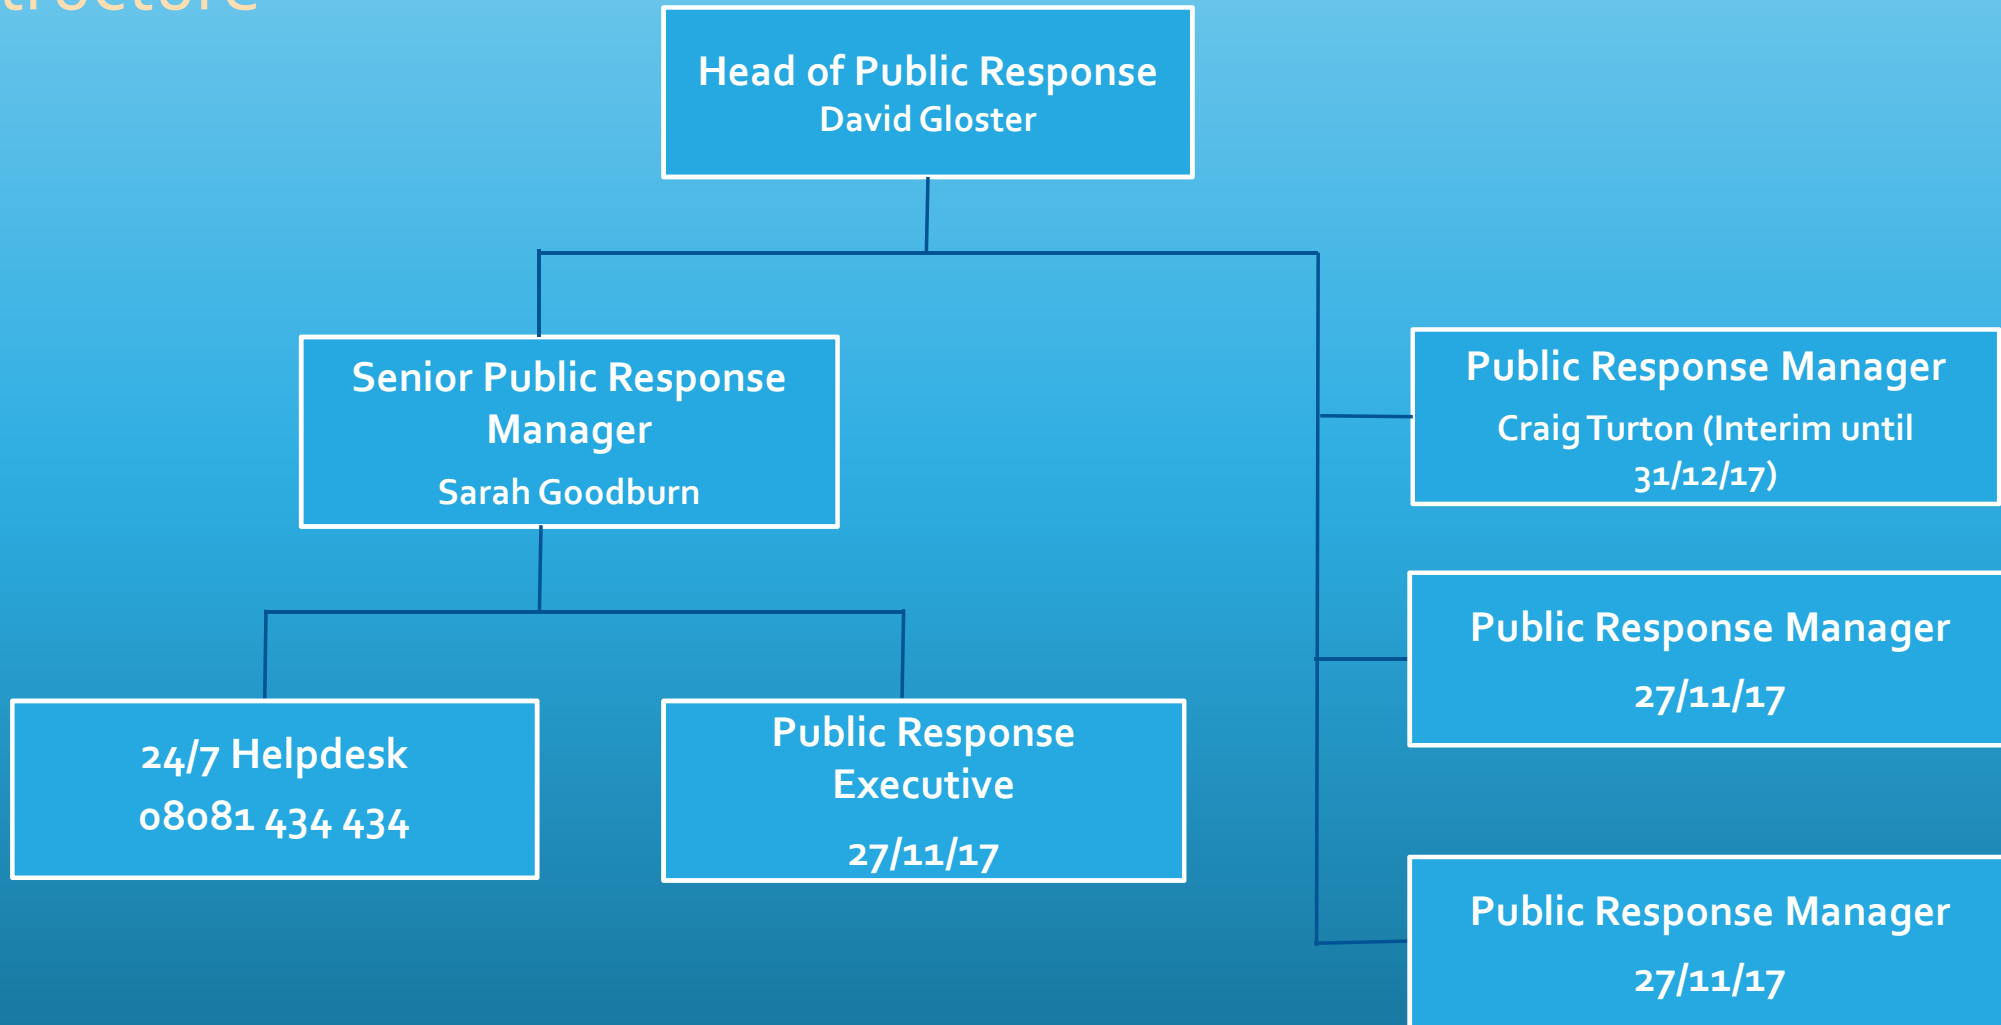 Head of Public Response
David Gloster
Senior Public Response
Manager
Sarah Goodburn
Public Response Manager
Craig Turton (Interim until
31/12/17)
Public Response Manager
27/11/17
24/7 Helpdesk
08081 434 434
Public Response
Executive
27/11/17
Public Response Manager
27/11/17